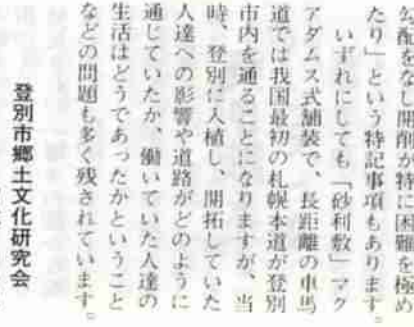 公配をなし開削が特に困難を極め
たり」という特記事項もあります。
いずれにしても「砂利敷」マク
アダムス式舗装で、長距離の車馬
道では我国最初の札幌本道が登別
市内を通ることになりますが、当
時、登別に入植し、開拓していた
人達への影響や道路がどのように
通じていたか、働いていた人達の
生活はどうであったかということ
などの問題も多く残されています。
登別市郷土文化研究会